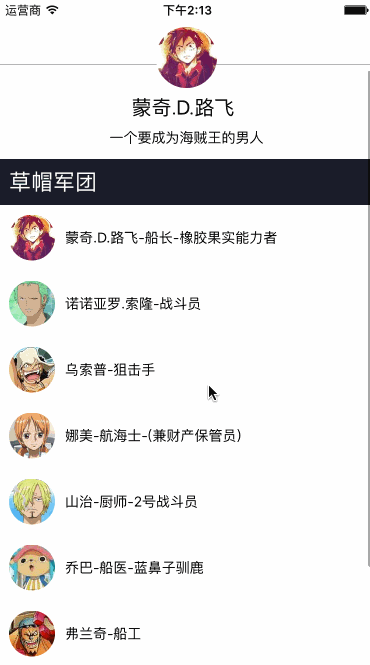 运营商 下午2:13
蒙奇.D.路飞
一个要成为海贼王的男人
草帽军团
蒙奇.D.路飞-船长-橡胶果实能力者
诺诺亚罗.索隆-战斗员
乌索普-狙击手
娜美-航海士-(兼财产保管员)
山治-厨师-2号战斗员
乔巴-船医-蓝鼻子驯鹿
弗兰奇-船工